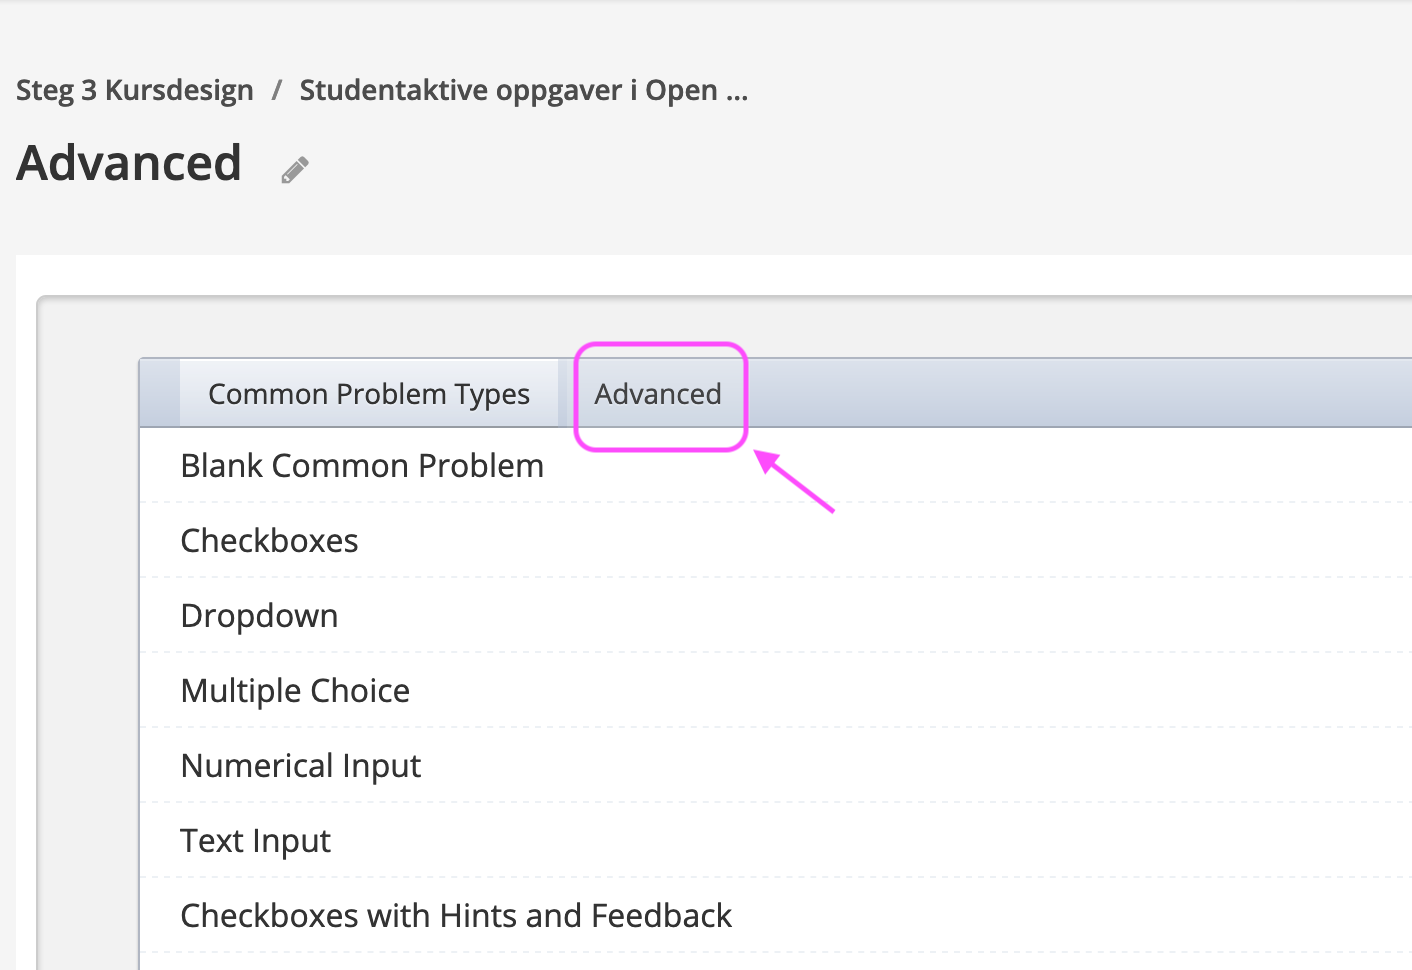 Steg 3 Kursdesign / Studentaktive oppgaver i Open ...
Advanced
Common Problem Types Advanced
Blank Common Problem
Checkboxes
Dropdown
Multiple Choice
Numerical Input
Text Input
Checkboxes with Hints and Feedback